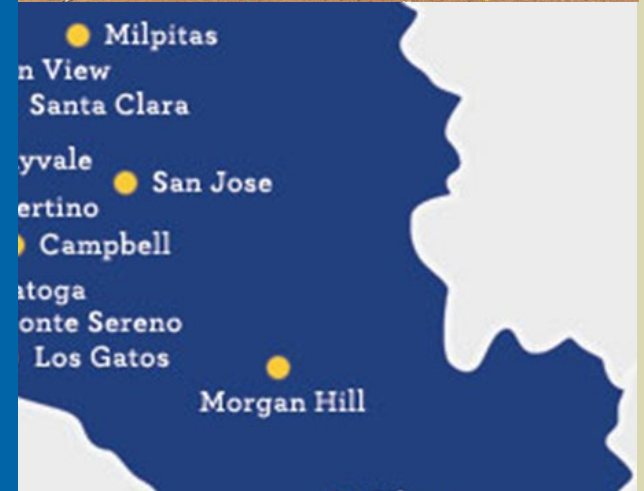 Milpitas
n View
Santa Clara
yvale
San Jose
ertino
Campbell
atoga
onte Sereno
Los Gatos
Morgan Hill